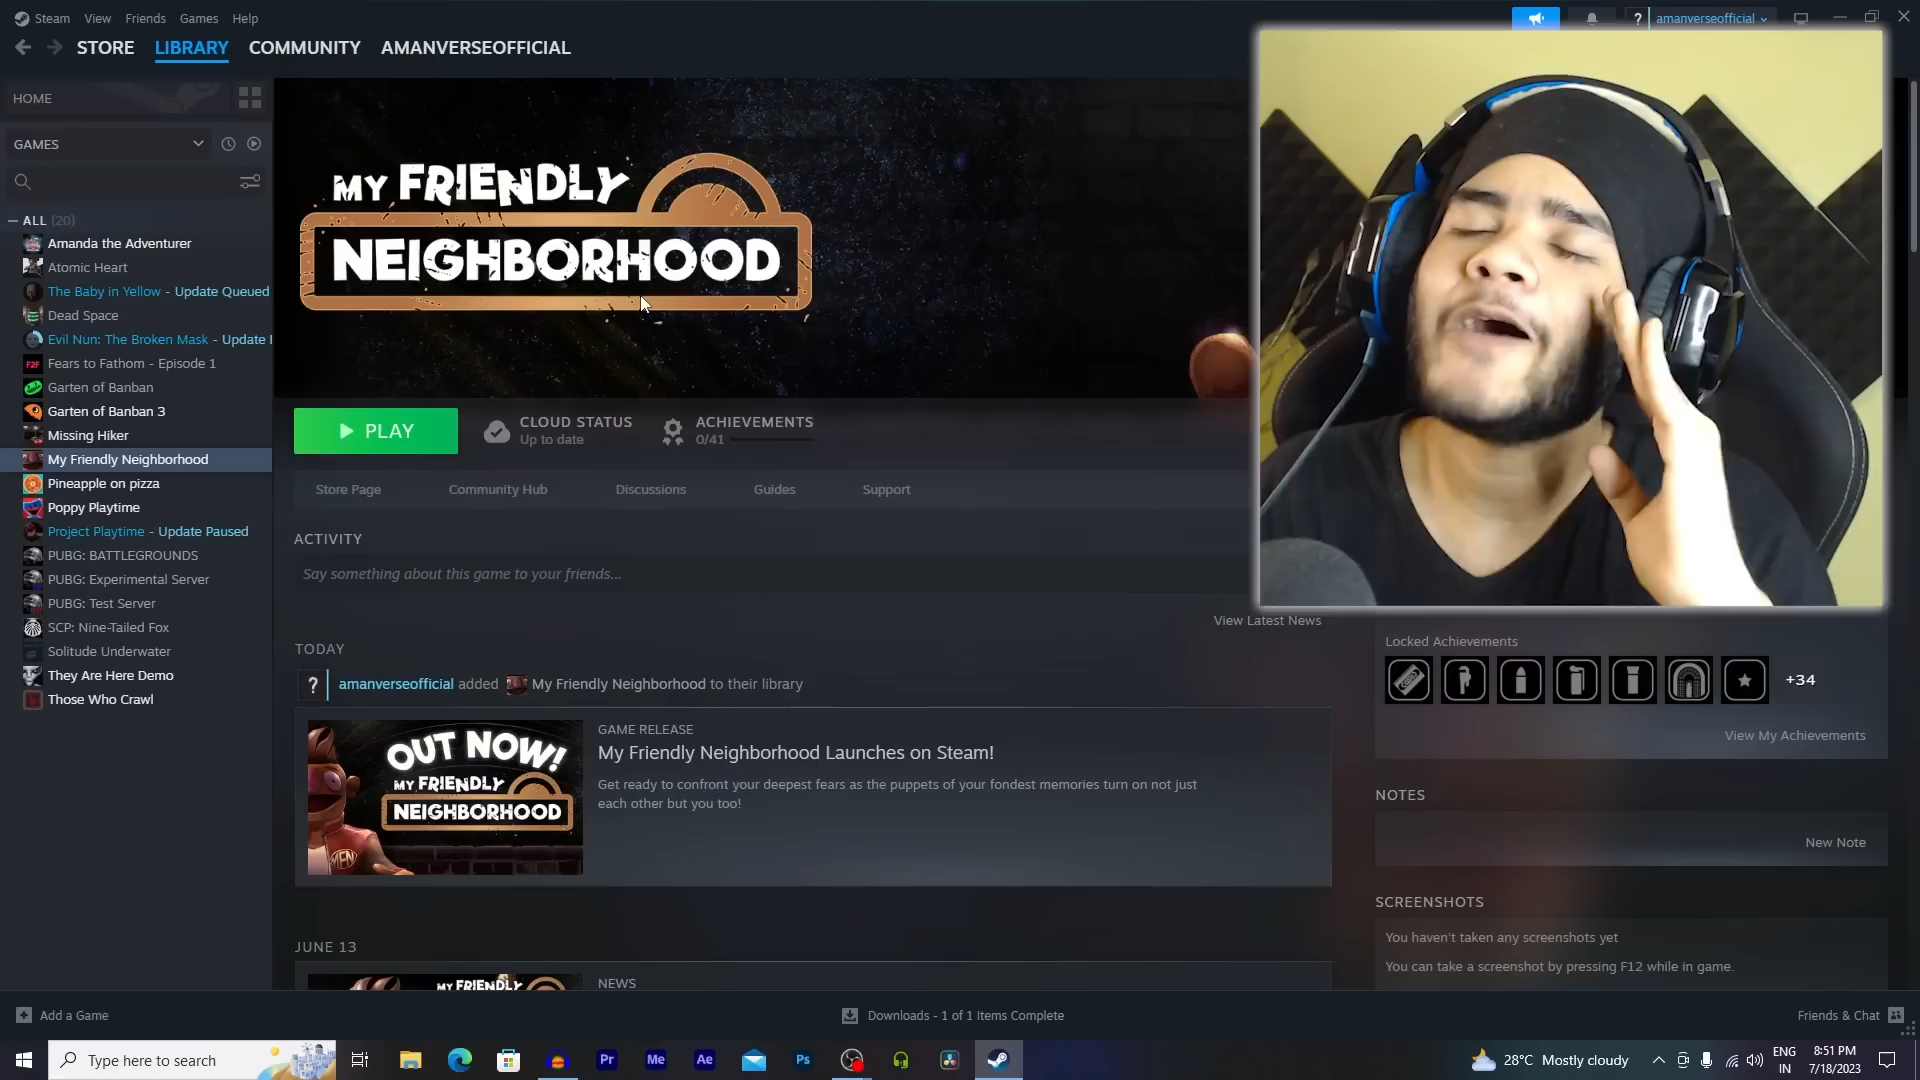 Steam View Friends Games Help
amanverseofficial
STORE LIBRARY COMMUNITY AMANVERSEOFFICIAL
HOME
GAMES
ALL (20)
Amanda the Adventurer
Atomic Heart
The Baby in Yellow - Update Queued
Dead Space
Evil Nun: The Broken Mask - Update
Fears to Fathom - Episode 1
Garten of Banban
Garten of Banban 3
Missing Hiker
My Friendly Neighborhood
Pineapple on pizza
Poppy Playtime
Project Playtime - Update Paused
PUBG: BATTLEGROUNDS
PUBG: Experimental Server
PUBG: Test Server
SCP: Nine-Tailed Fox
Solitude Underwater
They Are Here Demo
Those Who Crawl
MY FRIENDLY
NEIGHBORHOOD
PLAY
CLOUD STATUS
Up to date
ACHIEVEMENTS
0/41
Store Page Community Hub Discussions Guides Support
ACTIVITY
Say something about this game to your friends...
View Latest News
TODAY
? amanverseofficial added My Friendly Neighborhood to their library
OUT NOW!
MY FRIENDLY
NEIGHBORHOOD
MFN
GAME RELEASE
My Friendly Neighborhood Launches on Steam!
Get ready to confront your deepest fears as the puppets of your fondest memories turn on not just
each other but you too!
JUNE 13
MY FRIENDLY
NEWS
Locked Achievements
+34
View My Achievements
NOTES
New Note
SCREENSHOTS
You haven't taken any screenshots yet
You can take a screenshot by pressing F12 while in game.
Add a Game
Downloads - 1 of 1 Items Complete
Friends & Chat
Type here to search
Pr Me Ae Ps
28°C Mostly cloudy
ENG
IN
8:51 PM
7/18/2023